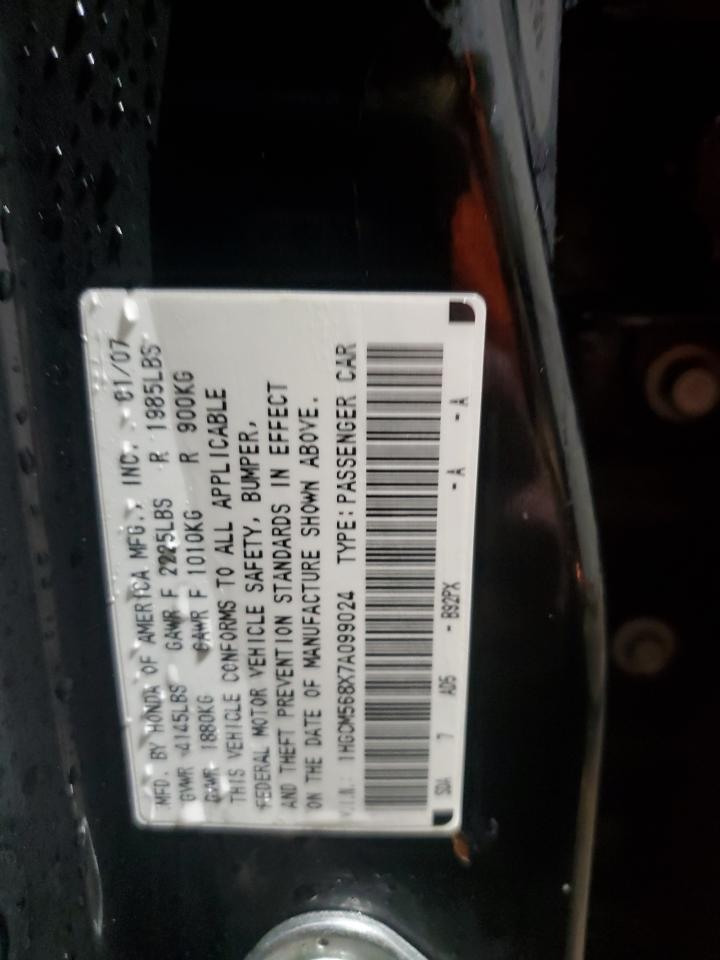 MFD. BY HONDA OF AMERICA MFG., INC. 01/07
GVWR 4145LBS GAWR F 2225LBS R 1985LBS
GVWR 1880KG GAWR F 1010KG R 900KG
THIS VEHICLE CONFORMS TO ALL APPLICABLE
FEDERAL MOTOR VEHICLE SAFETY, BUMPER,
AND THEFT PREVENTION STANDARDS IN EFFECT
ON THE DATE OF MANUFACTURE SHOWN ABOVE.
V.I.N.: 1HGCM568X7A099024 TYPE:PASSENGER CAR
SDA 7 AD5 - B92PX - A - A